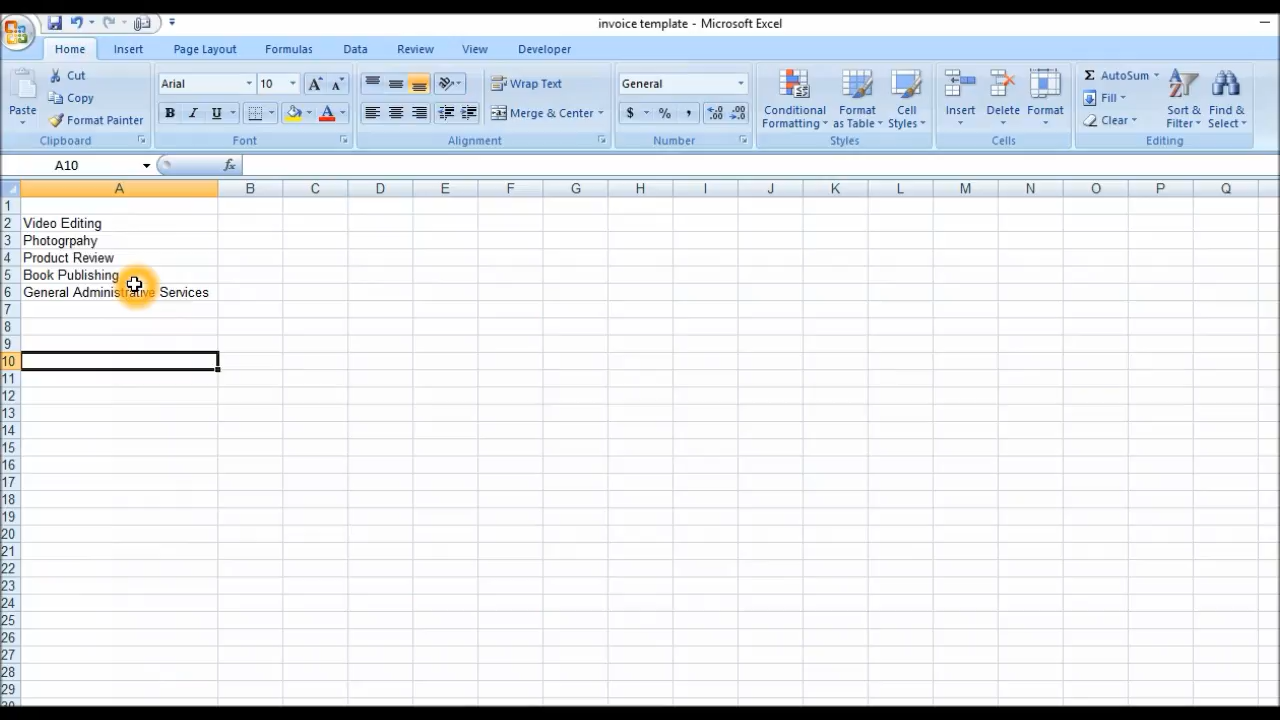 invoice template - Microsoft Excel
Home Insert Page Layout Formulas Data Review View Developer
Paste
Cut
Copy
Format Painter
Clipboard
Arial 10
B I U
Font
Wrap Text
Merge & Center
Alignment
General
$ % ,
Number
Conditional Formatting
Format as Table
Cell Styles
Styles
Insert
Delete
Format
Cells
Σ AutoSum
Fill
Clear
Sort & Filter
Find & Select
Editing
A10 fx
A B C D E F G H I J K L M N O P Q
1
2 Video Editing
3 Photogrpahy
4 Product Review
5 Book Publishing
6 General Administrative Services
7
8
9
10
11
12
13
14
15
16
17
18
19
20
21
22
23
24
25
26
27
28
29